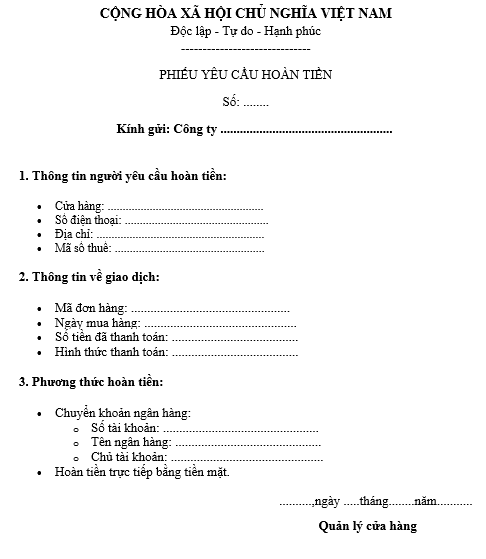 CỘNG HÒA XÃ HỘI CHỦ NGHĨA VIỆT NAM
Độc lập - Tự do - Hạnh phúc
------------------------------
PHIẾU YÊU CẦU HOÀN TIỀN
Số: ........
Kính gửi: Công ty .....................................................
1. Thông tin người yêu cầu hoàn tiền:
• Cửa hàng: ................................................
• Số điện thoại: ............................................
• Địa chỉ: ....................................................
• Mã số thuế: ..............................................
2. Thông tin về giao dịch:
• Mã đơn hàng: .................................................
• Ngày mua hàng: ...............................................
• Số tiền đã thanh toán: .......................................
• Hình thức thanh toán: .......................................
3. Phương thức hoàn tiền:
• Chuyển khoản ngân hàng:
o Số tài khoản: ................................................
o Tên ngân hàng: .............................................
o Chủ tài khoản: ...............................................
• Hoàn tiền trực tiếp bằng tiền mặt.
..........,ngày .....tháng........năm...........
Quản lý cửa hàng